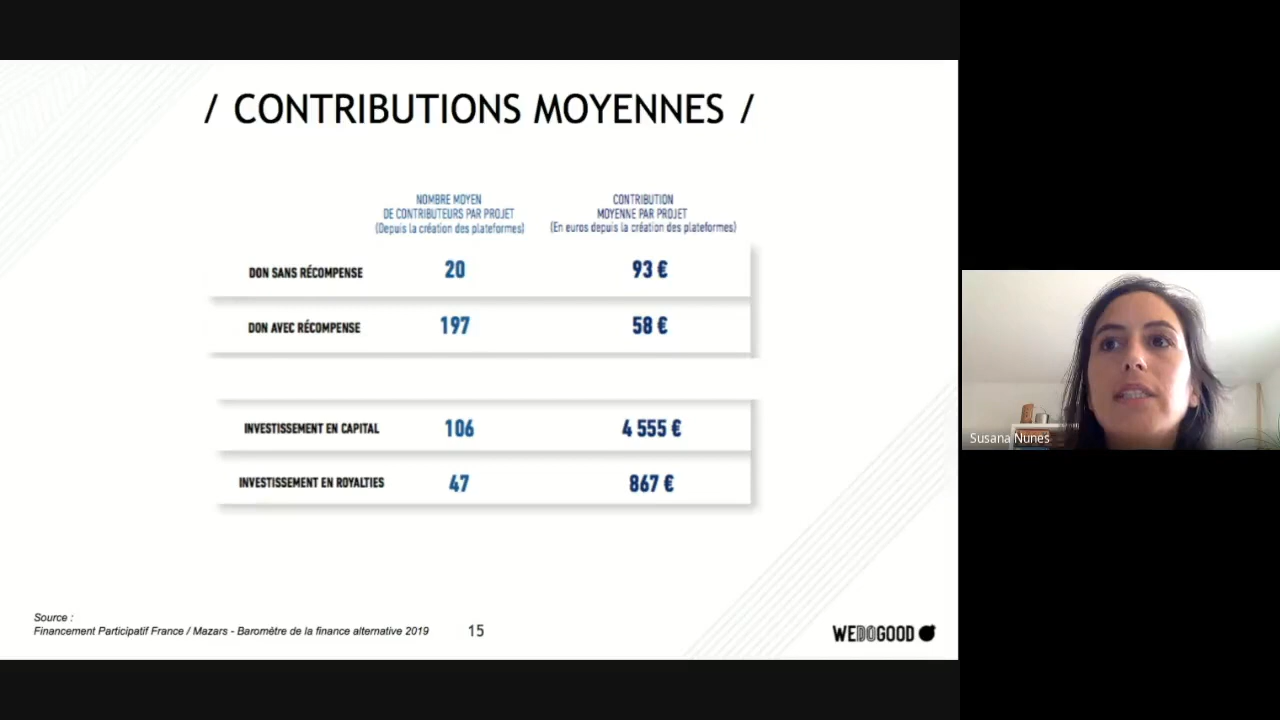 / CONTRIBUTIONS MOYENNES /
NOMBRE MOYEN
DE CONTRIBUTEURS PAR PROJET
(Depuis la création des plateformes)
CONTRIBUTION
MOYENNE PAR PROJET
(En euros depuis la création des plateformes)
DON SANS RÉCOMPENSE 20 93 €
DON AVEC RÉCOMPENSE 197 58 €
INVESTISSEMENT EN CAPITAL 106 4 555 €
INVESTISSEMENT EN ROYALTIES 47 867 €
Source :
Financement Participatif France / Mazars - Baromètre de la finance alternative 2019
15
WEDOGOOD
Susana Nunes